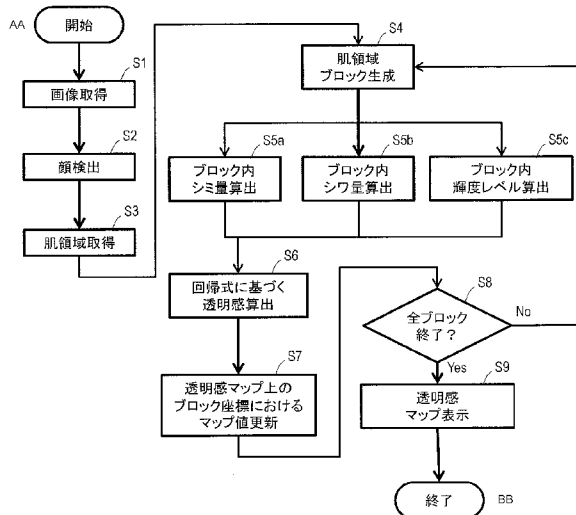 AA
開始
S1
画像取得
S2
顔検出
S3
肌領域取得
S4
肌領域
ブロック生成
S5a
ブロック内
シミ量算出
S5b
ブロック内
シワ量算出
S5c
ブロック内
輝度レベル算出
S6
回帰式に基づく
透明感算出
S7
透明感マップ上の
ブロック座標における
マップ値更新
S8
全ブロック
終了?
No
Yes
S9
透明感
マップ表示
終了
BB